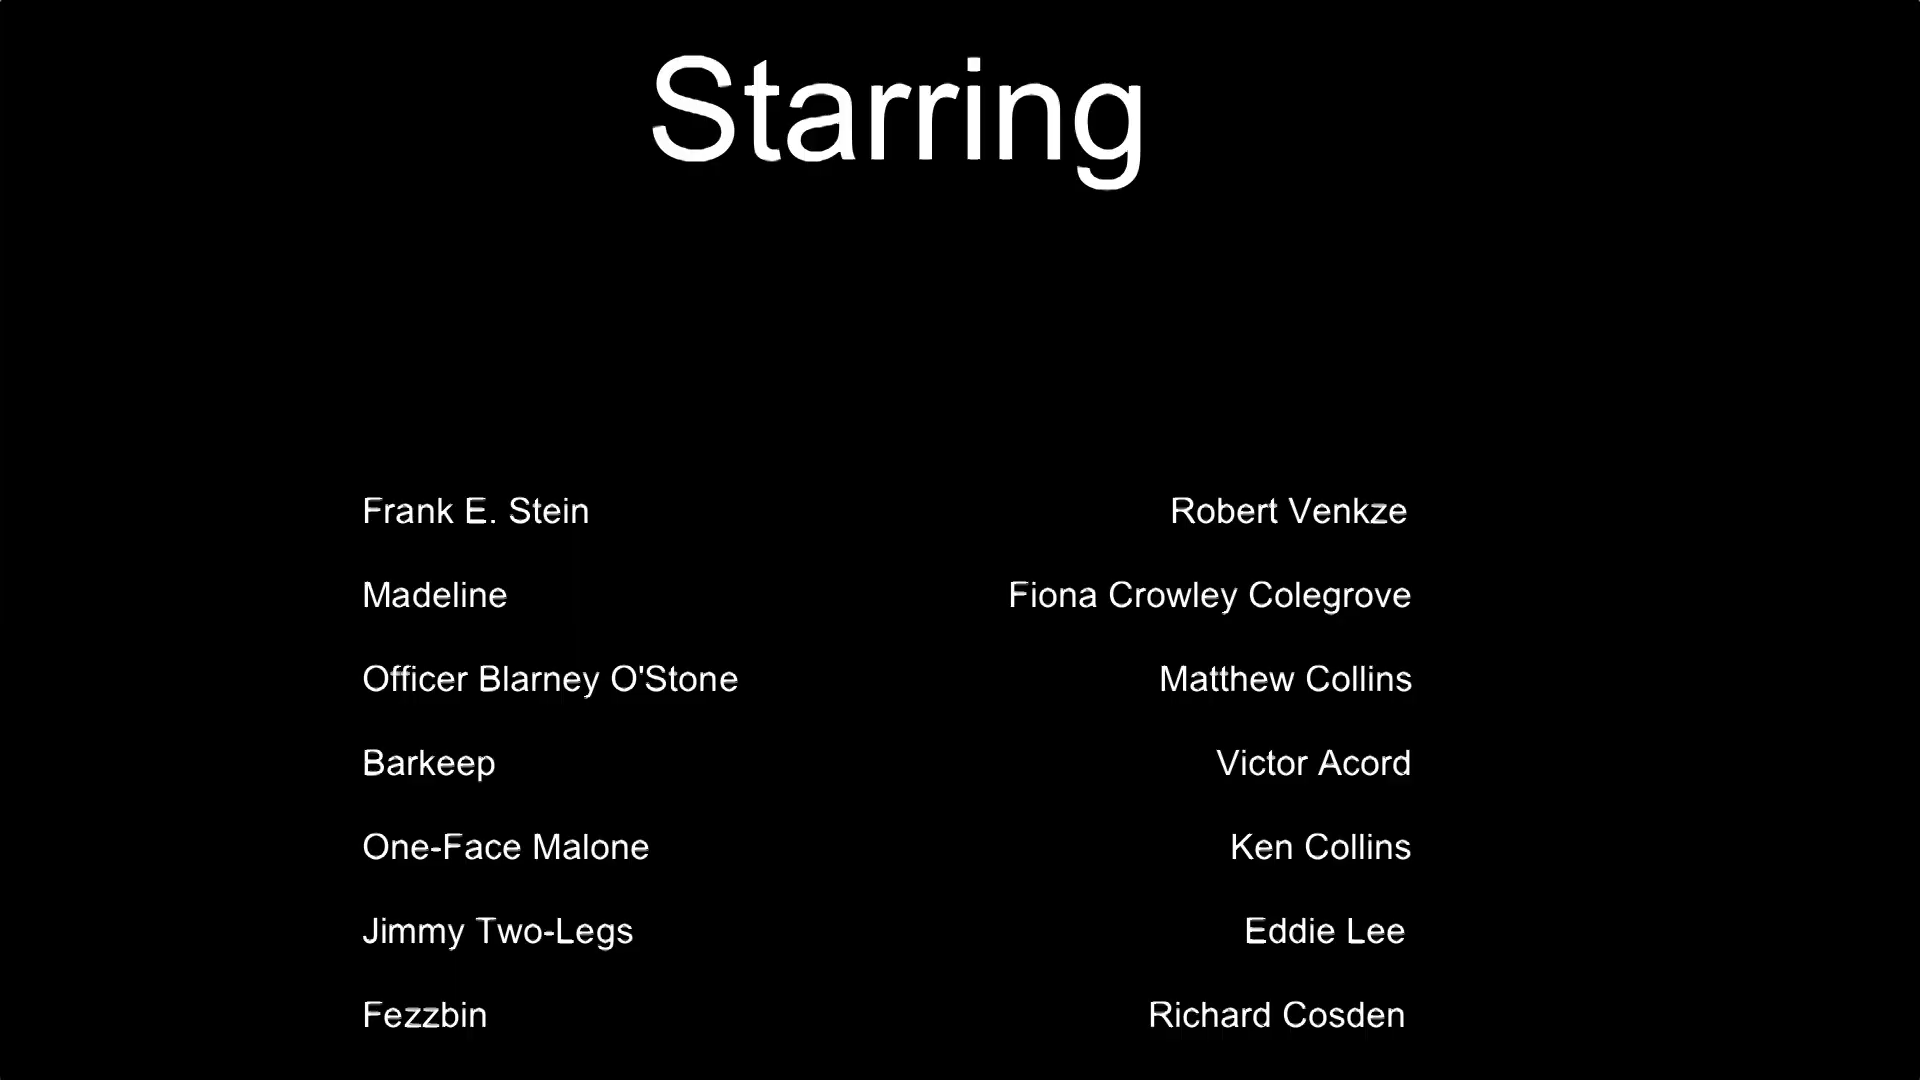 Starring
Frank E. Stein Robert Venkze
Madeline Fiona Crowley Colegrove
Officer Blarney O'Stone Matthew Collins
Barkeep Victor Acord
One-Face Malone Ken Collins
Jimmy Two-Legs Eddie Lee
Fezzbin Richard Cosden